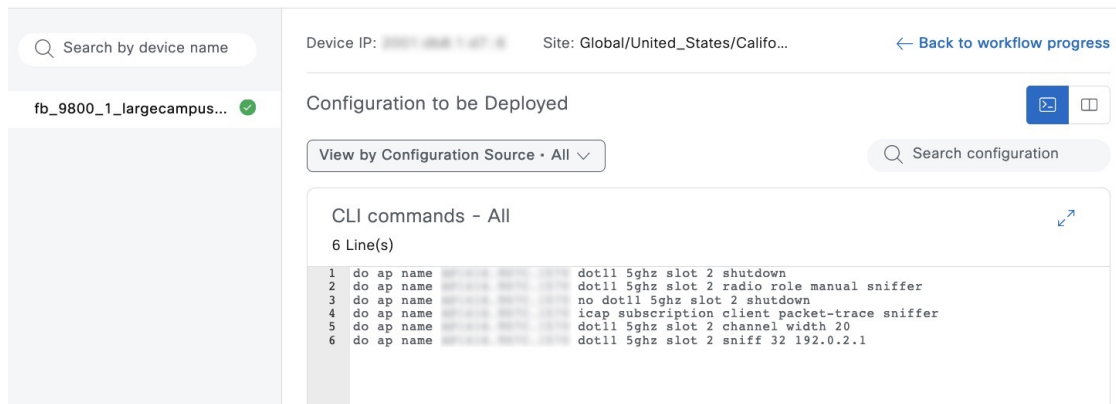 Search by device name
fb_9800_1_largecampus...
Device IP: Site: Global/United_States/Califo... ← Back to workflow progress
Configuration to be Deployed
View by Configuration Source • All
Search configuration
CLI commands - All
6 Line(s)
1 do ap name dot11 5ghz slot 2 shutdown
2 do ap name dot11 5ghz slot 2 radio role manual sniffer
3 do ap name no dot11 5ghz slot 2 shutdown
4 do ap name icap subscription client packet-trace sniffer
5 do ap name dot11 5ghz slot 2 channel width 20
6 do ap name dot11 5ghz slot 2 sniff 32 192.0.2.1